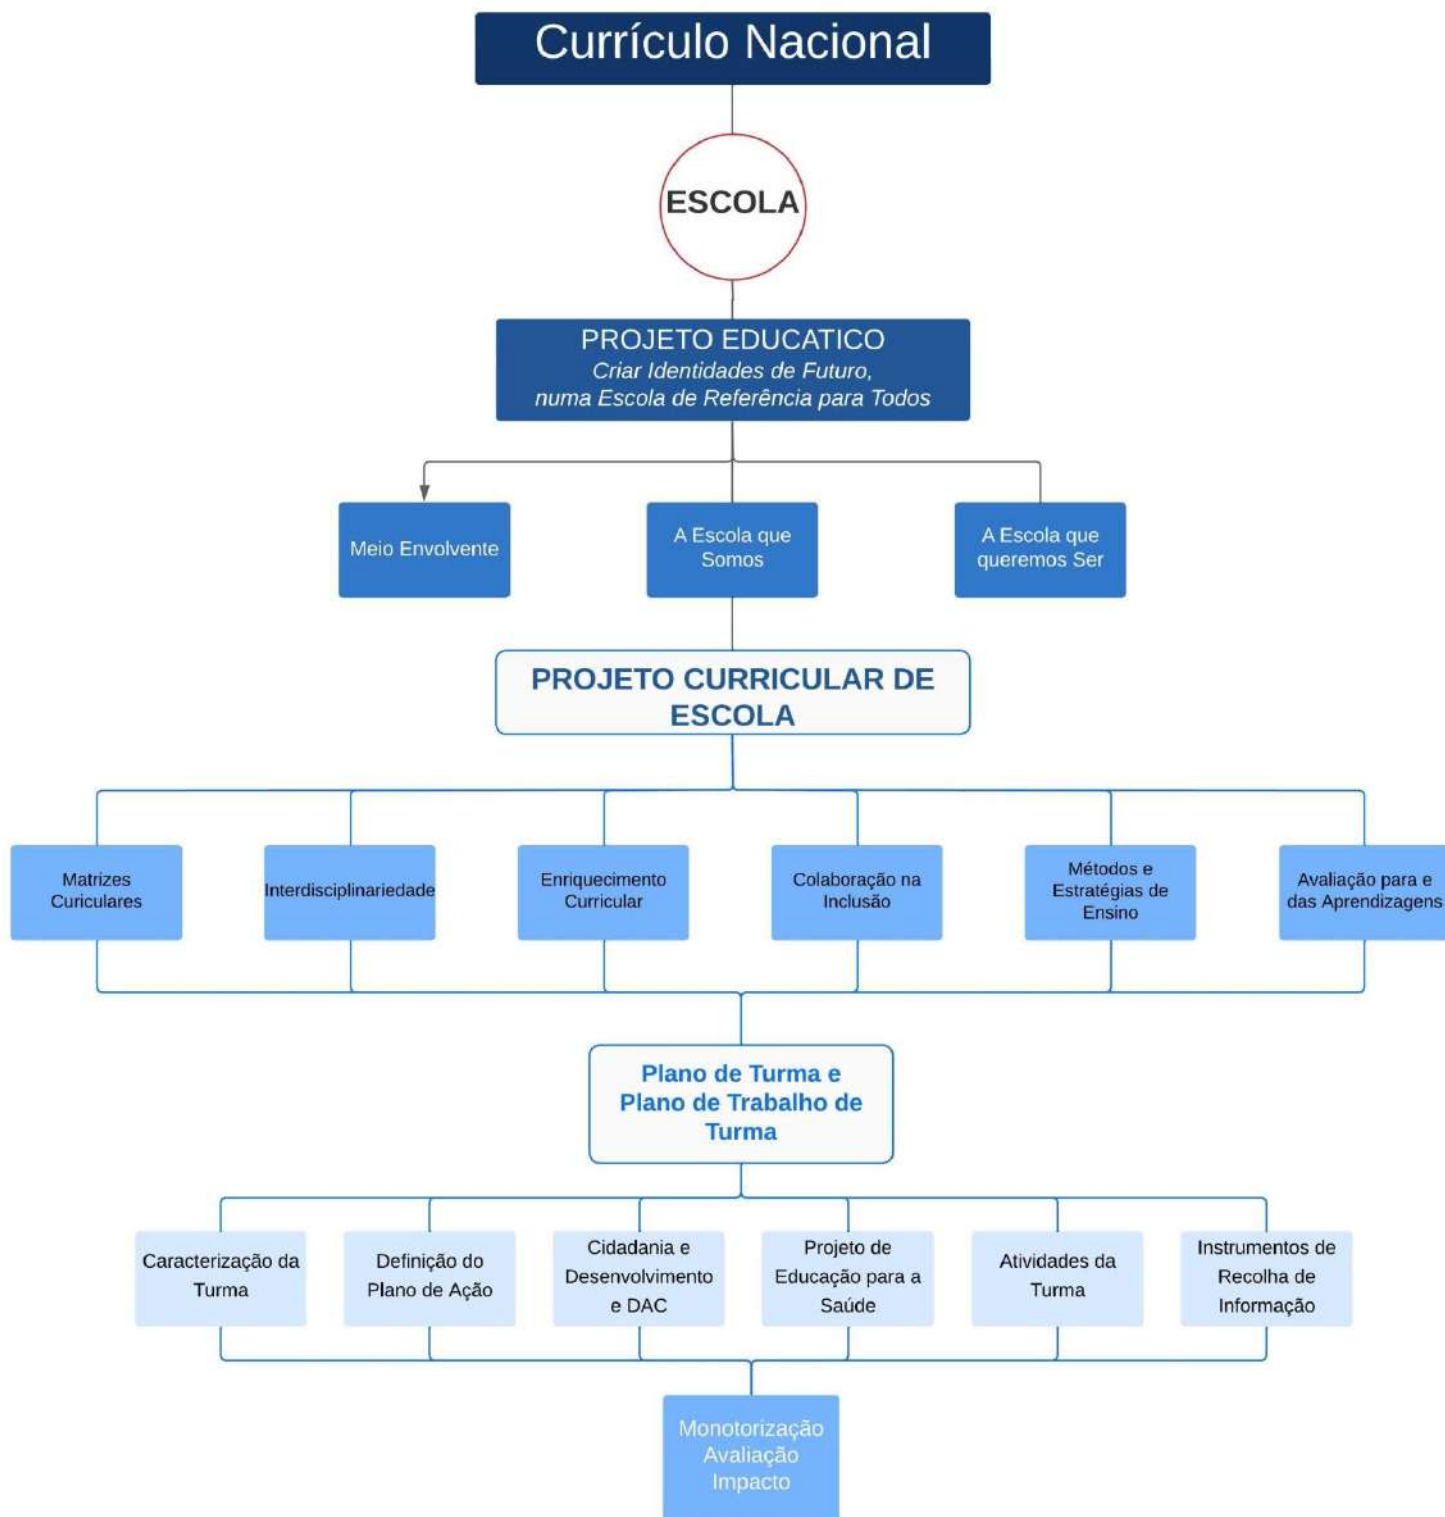 Currículo Nacional
ESCOLA
PROJETO EDUCATICO
Criar Identidades de Futuro,
numa Escola de Referência para Todos
Meio Envolvente
A Escola que
Somos
A Escola que
queremos Ser
PROJETO CURRICULAR DE
ESCOLA
Matrizes
Curiculares
Interdisciplinariedade
Enriquecimento
Curricular
Colaboração na
Inclusão
Métodos e
Estratégias de
Ensino
Avaliação para e
das Aprendizagens
Plano de Turma e
Plano de Trabalho de
Turma
Caracterização da
Turma
Definição do
Plano de Ação
Cidadania e
Desenvolvimento
e DAC
Projeto de
Educação para a
Saúde
Atividades da
Turma
Instrumentos de
Recolha de
Informação
Monotorização
Avaliação
Impacto